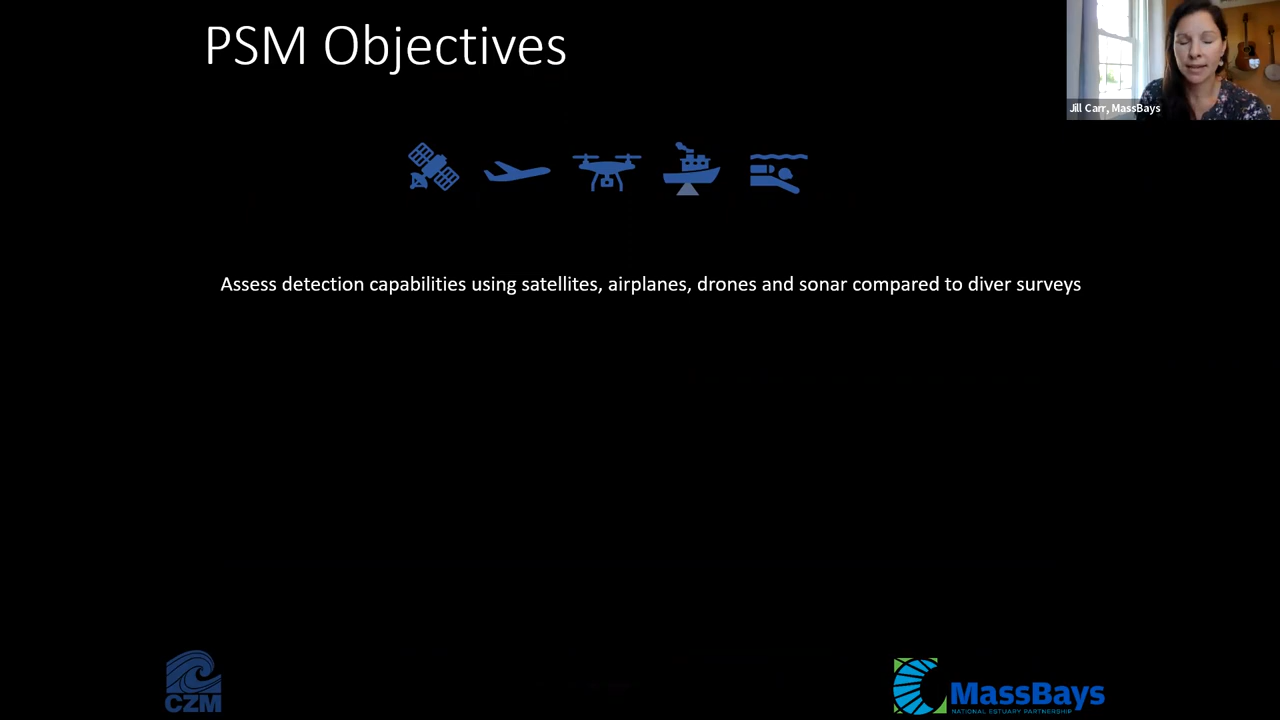 PSM Objectives
Jill Carr, MassBays
Assess detection capabilities using satellites, airplanes, drones and sonar compared to diver surveys
CZM
MassBays
NATIONAL ESTUARY PARTNERSHIP